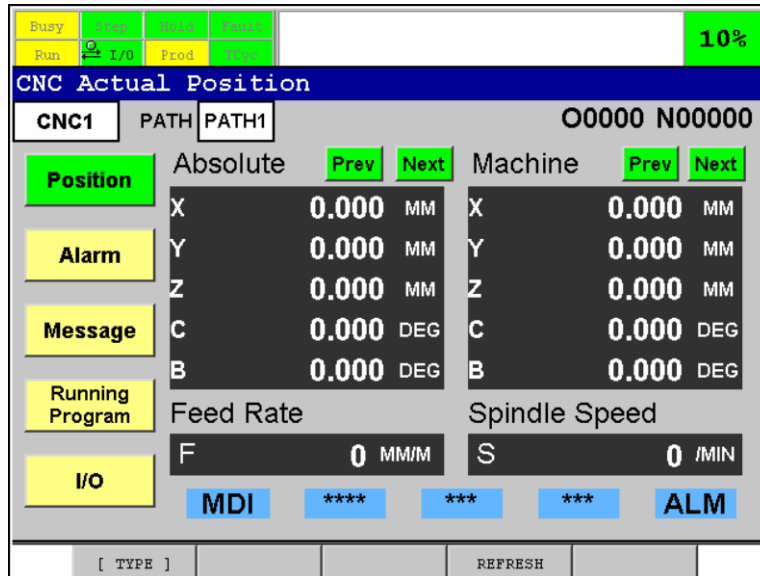 Busy Step Hold Fault
Run I/O Prod TCyc
10%
CNC Actual Position
CNC1 PATH PATH1 O0000 N00000
Position
Alarm
Message
Running
Program
I/O
Absolute Prev Next
X 0.000 MM
Y 0.000 MM
Z 0.000 MM
C 0.000 DEG
B 0.000 DEG
Machine Prev Next
X 0.000 MM
Y 0.000 MM
Z 0.000 MM
C 0.000 DEG
B 0.000 DEG
Feed Rate
F 0 MM/M
Spindle Speed
S 0 /MIN
MDI **** *** *** ALM
[ TYPE ] REFRESH